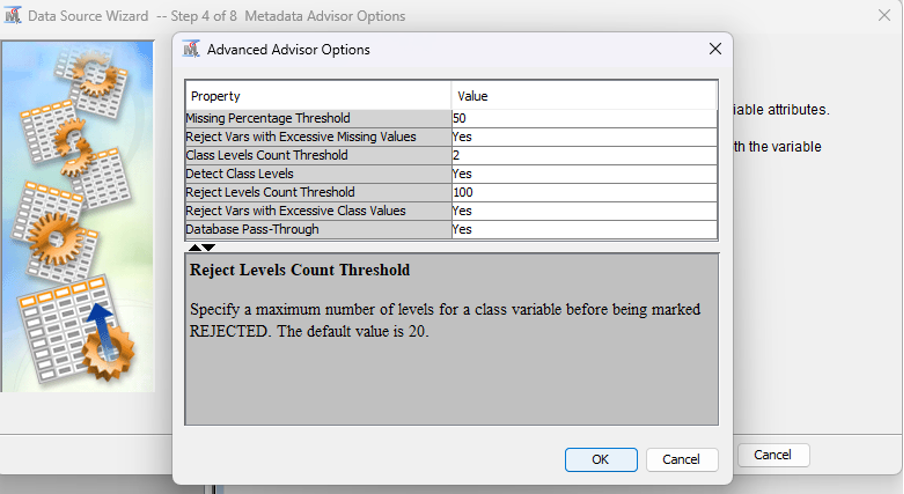 Data Source Wizard -- Step 4 of 8 Metadata Advisor Options
Advanced Advisor Options
Property Value
Missing Percentage Threshold 50
Reject Vars with Excessive Missing Values Yes
Class Levels Count Threshold 2
Detect Class Levels Yes
Reject Levels Count Threshold 100
Reject Vars with Excessive Class Values Yes
Database Pass-Through Yes
iable attributes.
th the variable
Reject Levels Count Threshold
Specify a maximum number of levels for a class variable before being marked
REJECTED. The default value is 20.
OK Cancel
Cancel